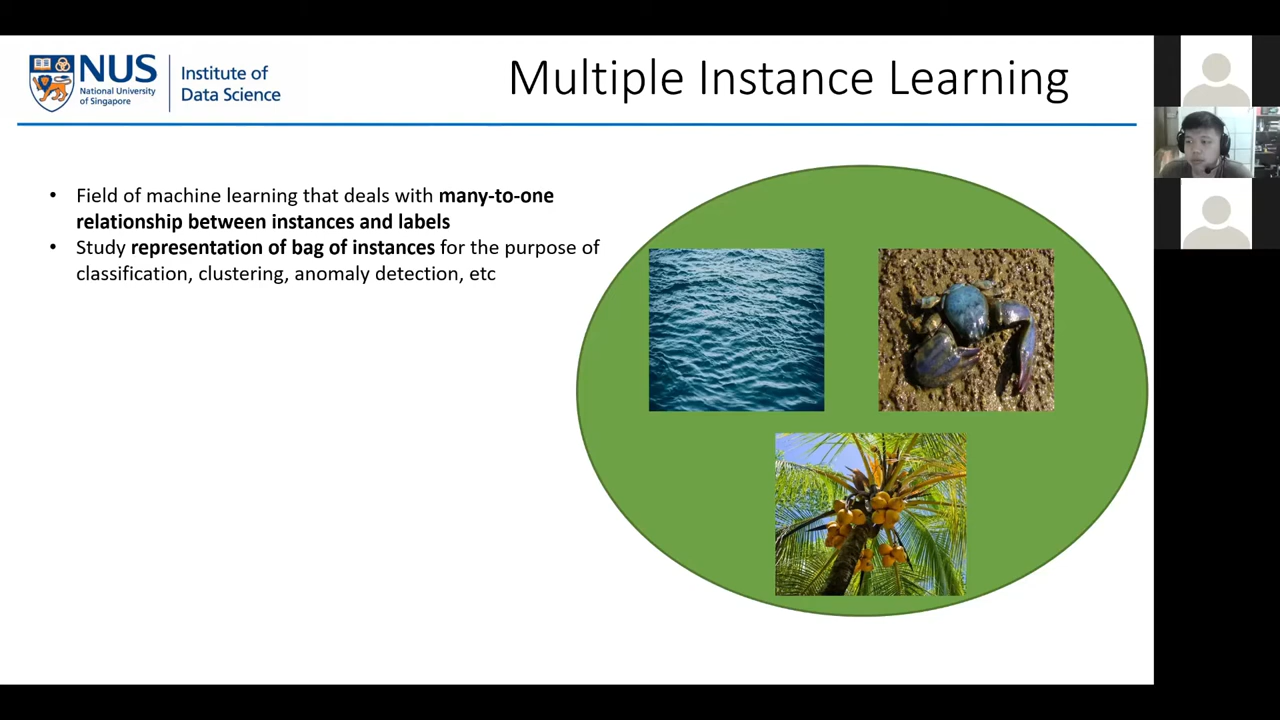 NUS
National University
of Singapore
Institute of
Data Science
Multiple Instance Learning
• Field of machine learning that deals with many-to-one
relationship between instances and labels
• Study representation of bag of instances for the purpose of
classification, clustering, anomaly detection, etc